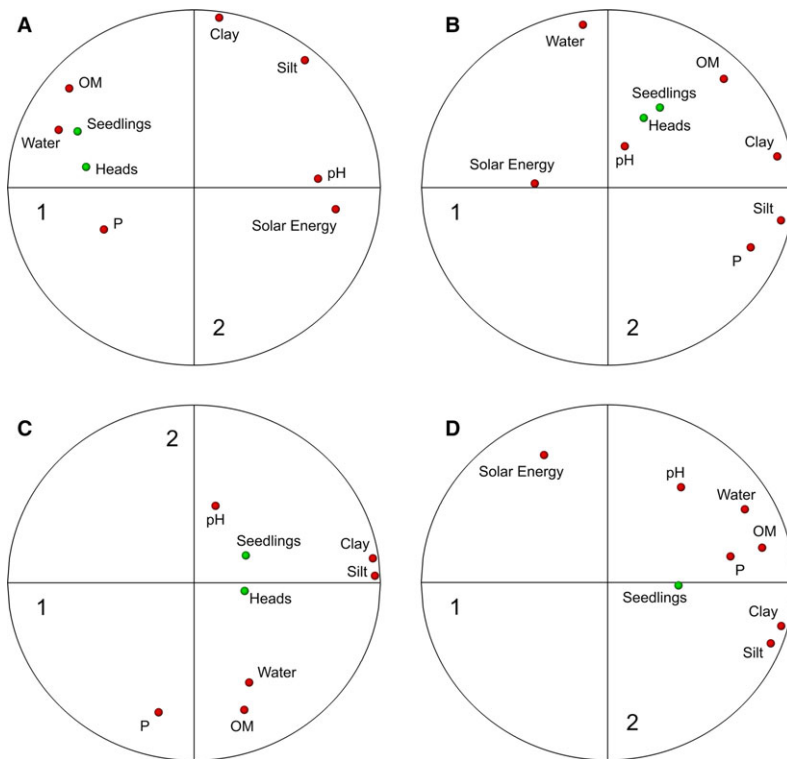 A
Clay
Silt
OM
Water
Seedlings
Heads
pH
1
P
Solar Energy
2
B
Water
OM
Seedlings
Heads
pH
Clay
Solar Energy
1
Silt
P
2
C
2
pH
Seedlings
Clay
Silt
1
Heads
Water
P
OM
D
Solar Energy
pH
Water
OM
P
Seedlings
1
Clay
Silt
2